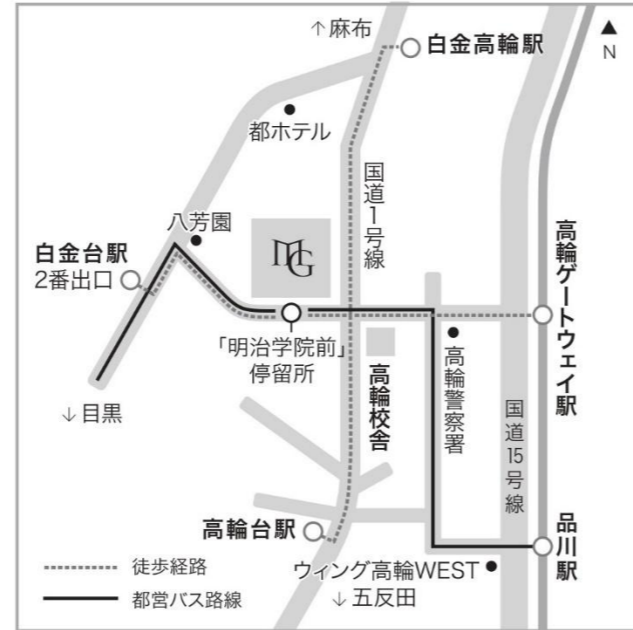 ↑麻布
白金高輪駅
▲
N
都ホテル
国道1号線
八芳園
MG
白金台駅
2番出口
「明治学院前」
停留所
高輪ゲートウェイ駅
高輪校舎
高輪警察署
国道15号線
↓目黒
高輪台駅
品川駅
ウィング高輪WEST
↓五反田
徒歩経路
都営バス路線